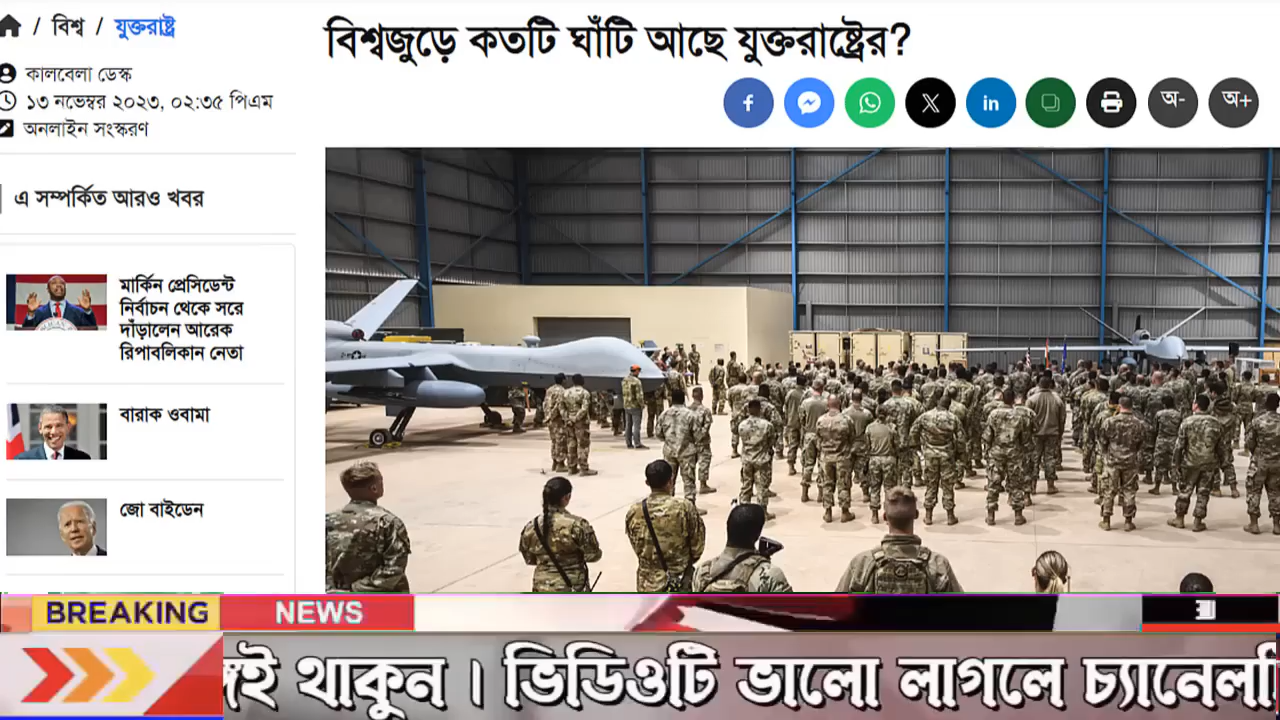 / বিশ্ব / যুক্তরাষ্ট্র
কালবেলা ডেস্ক
১৩ নভেম্বর ২০২৩, ০২:৩৫ পিএম
অনলাইন সংস্করণ
এ সম্পর্কিত আরও খবর
মার্কিন প্রেসিডেন্ট
নির্বাচন থেকে সরে
দাঁড়ালেন আরেক
রিপাবলিকান নেতা
বারাক ওবামা
জো বাইডেন
বিশ্বজুড়ে কতটি ঘাঁটি আছে যুক্তরাষ্ট্রের?
অ- অ+
BREAKING NEWS
থাকুন । ভিডিওটি ভালো লাগলে